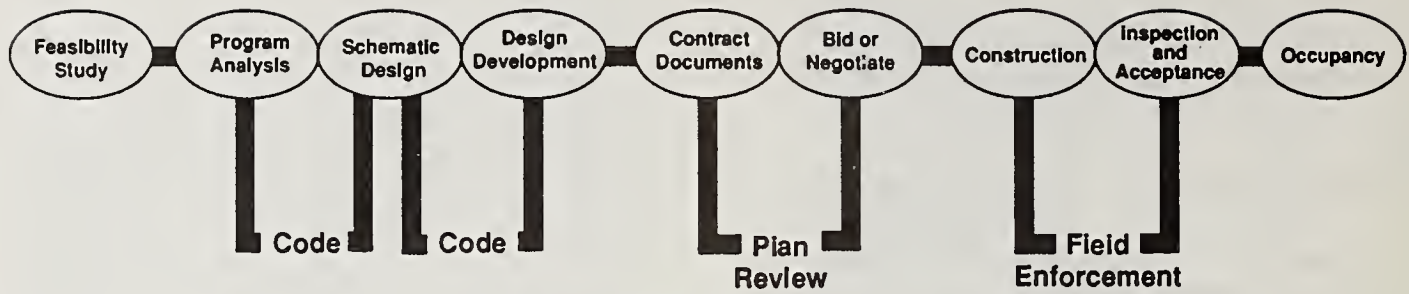 Feasibility
Study
Program
Analysis
Schematic
Design
Design
Development
Contract
Documents
Bid or
Negotiate
Construction
Inspection
and
Acceptance
Occupancy
Code
Code
Plan
Review
Field
Enforcement